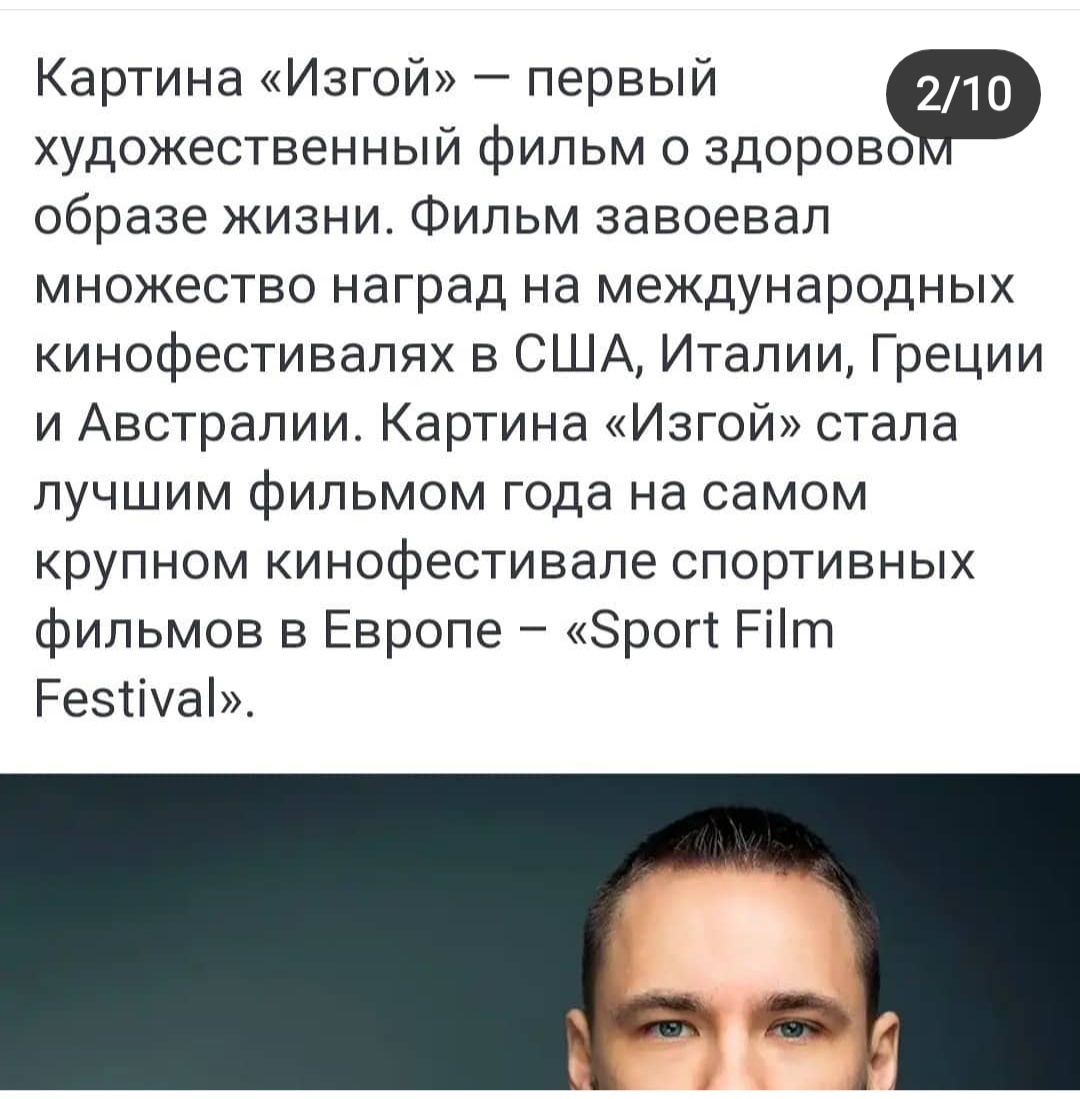 Картина «Изгой» — первый
2/10
художественный фильм о здоровом
образе жизни. Фильм завоевал
множество наград на международных
кинофестивалях в США, Италии, Греции
и Австралии. Картина «Изгой» стала
лучшим фильмом года на самом
крупном кинофестивале спортивных
фильмов в Европе – «Sport Film
Festival».